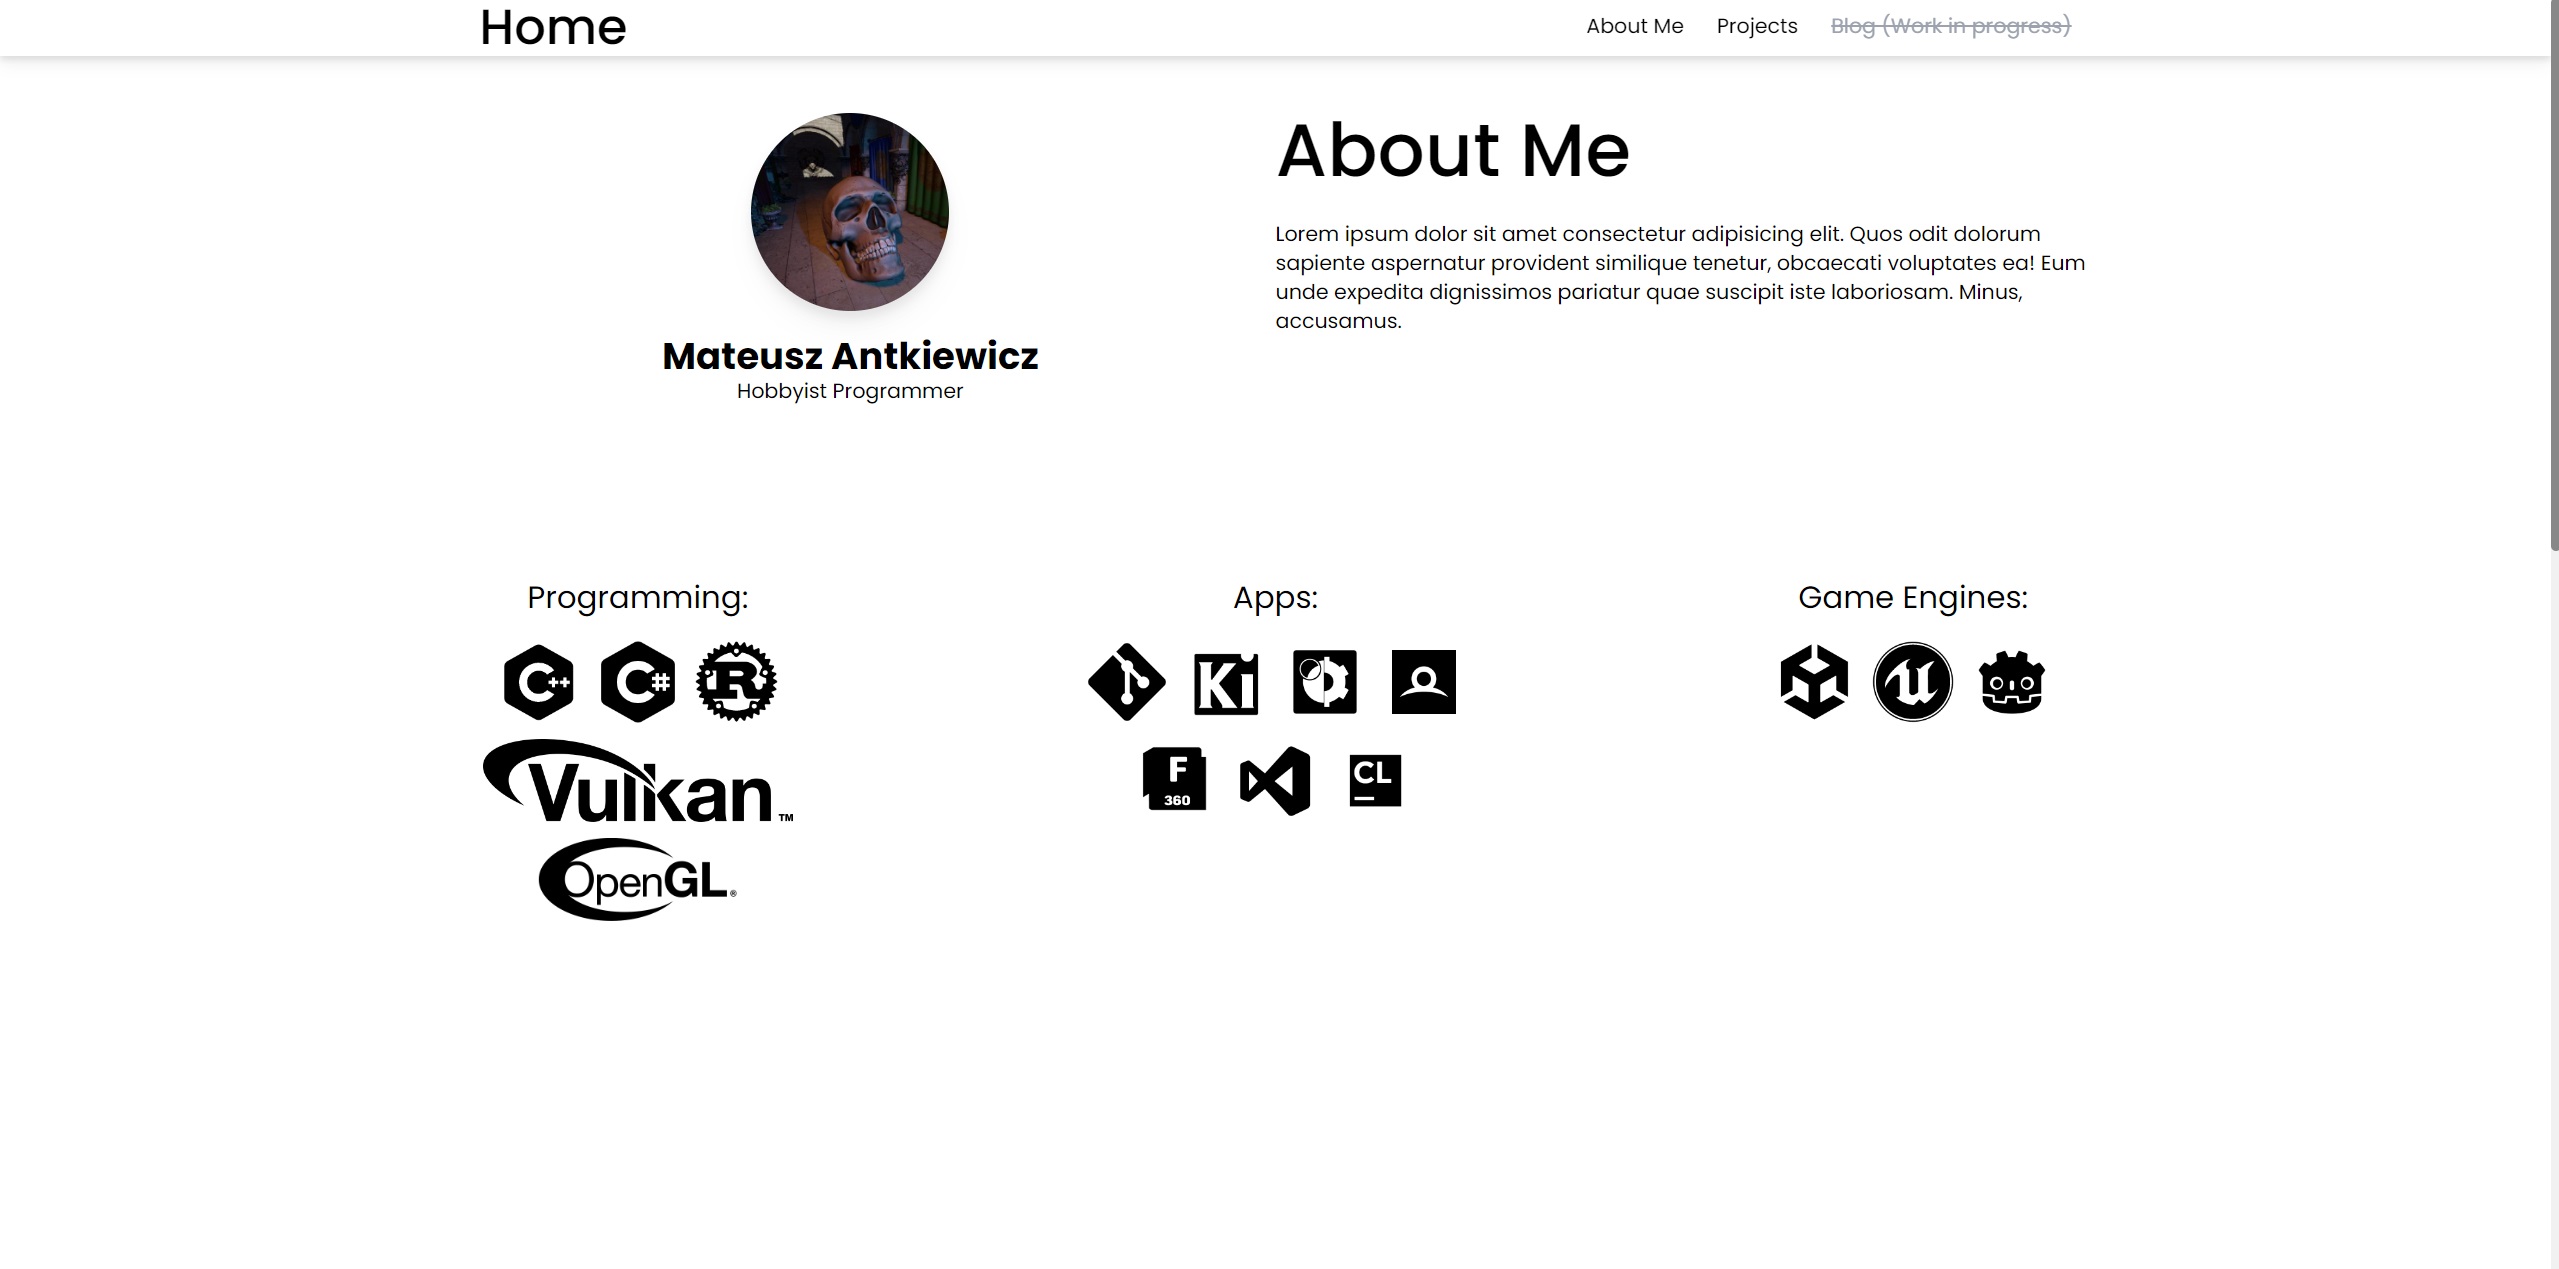 Home
About Me
Projects
Blog (Work in progress)
About Me
Lorem ipsum dolor sit amet consectetur adipisicing elit. Quos odit dolorum
sapiente aspernatur provident similique tenetur, obcaecati voluptates ea! Eum
unde expedita dignissimos pariatur quae suscipit iste laboriosam. Minus,
accusamus.
Mateusz Antkiewicz
Hobbyist Programmer
Programming:
C++
C#
R
Vulkan™
OpenGL®
Apps:
Ki
F
360
CL
Game Engines:
u